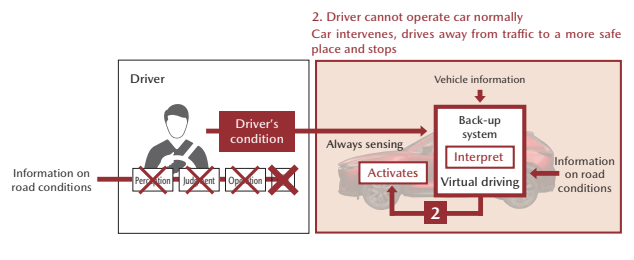 2. Driver cannot operate car normally
Car intervenes, drives away from traffic to a more safe
place and stops
Driver
Driver's
condition
Information on
road conditions
Perception
Judgment
Operation
Vehicle information
Always sensing
Back-up
system
Interpret
Virtual driving
Activates
2
Information
on road
conditions